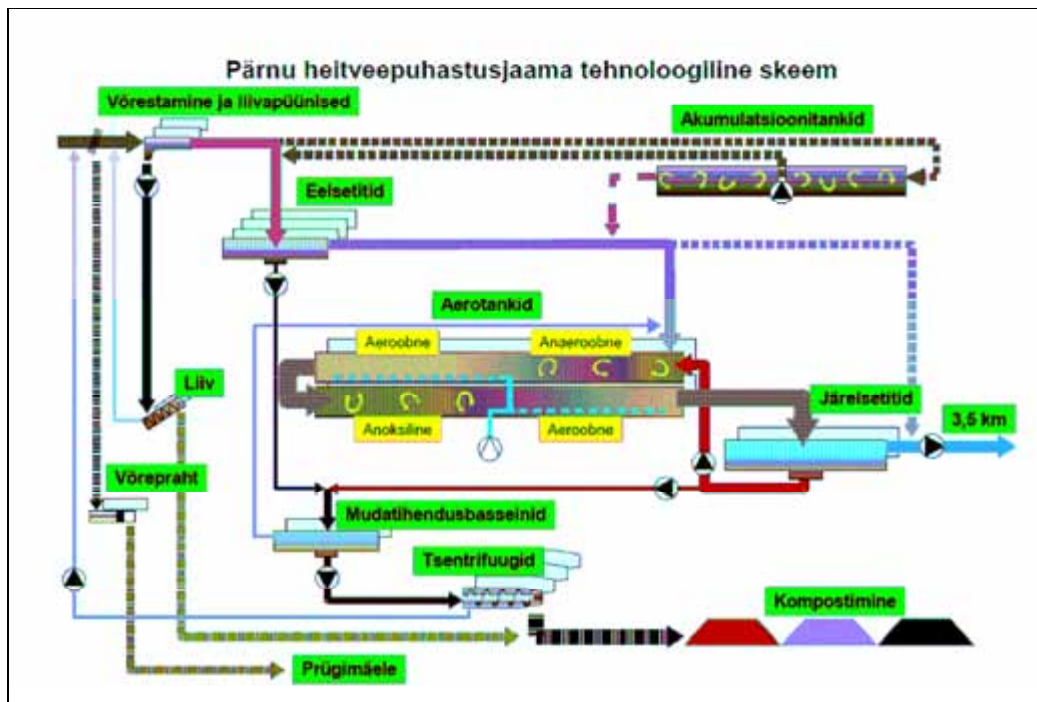 Pärnu heitveepuhastusjaama tehnoloogiline skeem
Võrestamine ja liivapüünised
Akumulatsioonitankid
Eelsetitid
Aerotankid
Aeroobne
Anaeroobne
Liiv
Järelsetitid
3,5 km
Anoksiline
Aeroobne
Võrepraht
Mudatihendusbasseinid
Tsentrifuugid
Kompostimine
Prügimäele